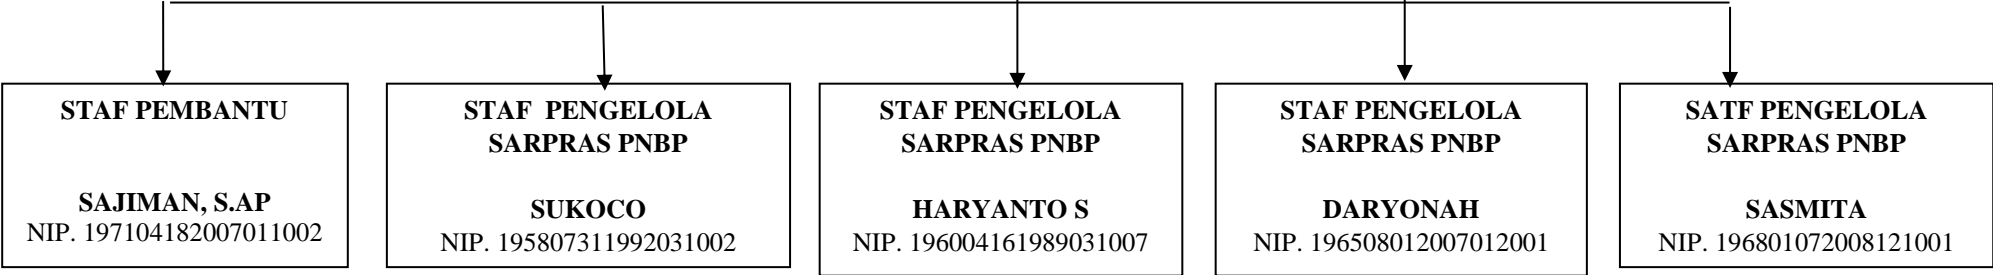 STAF PEMBANTU
SAJIMAN, S.AP
NIP. 197104182007011002
STAF PENGELOLA
SARPRAS PNBP
SUKOCO
NIP. 195807311992031002
STAF PENGELOLA
SARPRAS PNBP
HARYANTO S
NIP. 196004161989031007
STAF PENGELOLA
SARPRAS PNBP
DARYONAH
NIP. 196508012007012001
SATF PENGELOLA
SARPRAS PNBP
SASMITA
NIP. 196801072008121001